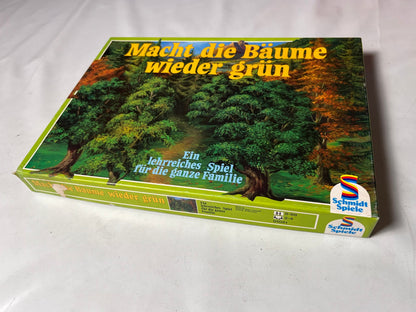 Macht die Bäume
wieder grün
Ein
lehrreiches Spiel
für die ganze Familie
Schmidt
Spiele
e Bäume wieder grün
Schmidt
Spiele